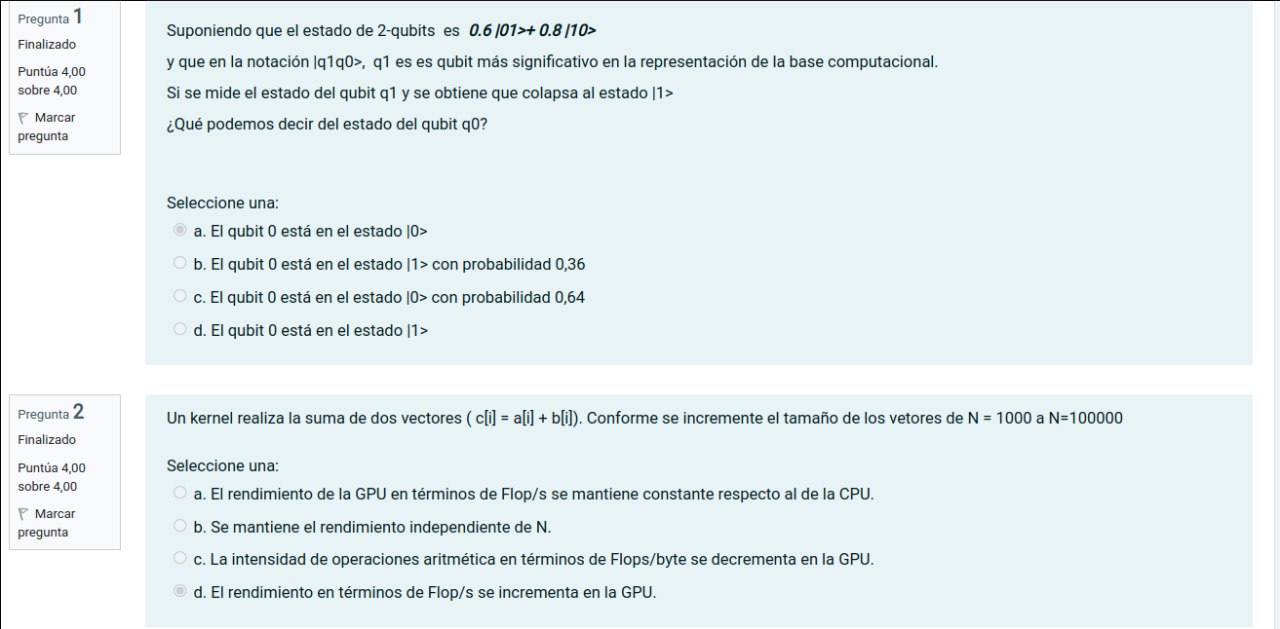 Pregunta 1
Finalizado
Puntúa 4,00
sobre 4,00
Marcar
pregunta
Suponiendo que el estado de 2-qubits es 0.6 |01>+ 0.8 |10>
y que en la notación |q1q0>, q1 es es qubit más significativo en la representación de la base computacional.
Si se mide el estado del qubit q1 y se obtiene que colapsa al estado |1>
¿Qué podemos decir del estado del qubit q0?
Seleccione una:
a. El qubit 0 está en el estado |0>
b. El qubit 0 está en el estado |1> con probabilidad 0,36
c. El qubit 0 está en el estado |0> con probabilidad 0,64
d. El qubit 0 está en el estado |1>
Pregunta 2
Finalizado
Puntúa 4,00
sobre 4,00
Marcar
pregunta
Un kernel realiza la suma de dos vectores ( c[i] = a[i] + b[i]). Conforme se incremente el tamaño de los vetores de N = 1000 a N=100000
Seleccione una:
a. El rendimiento de la GPU en términos de Flop/s se mantiene constante respecto al de la CPU.
b. Se mantiene el rendimiento independiente de N.
c. La intensidad de operaciones aritmética en términos de Flops/byte se decrementa en la GPU.
d. El rendimiento en términos de Flop/s se incrementa en la GPU.